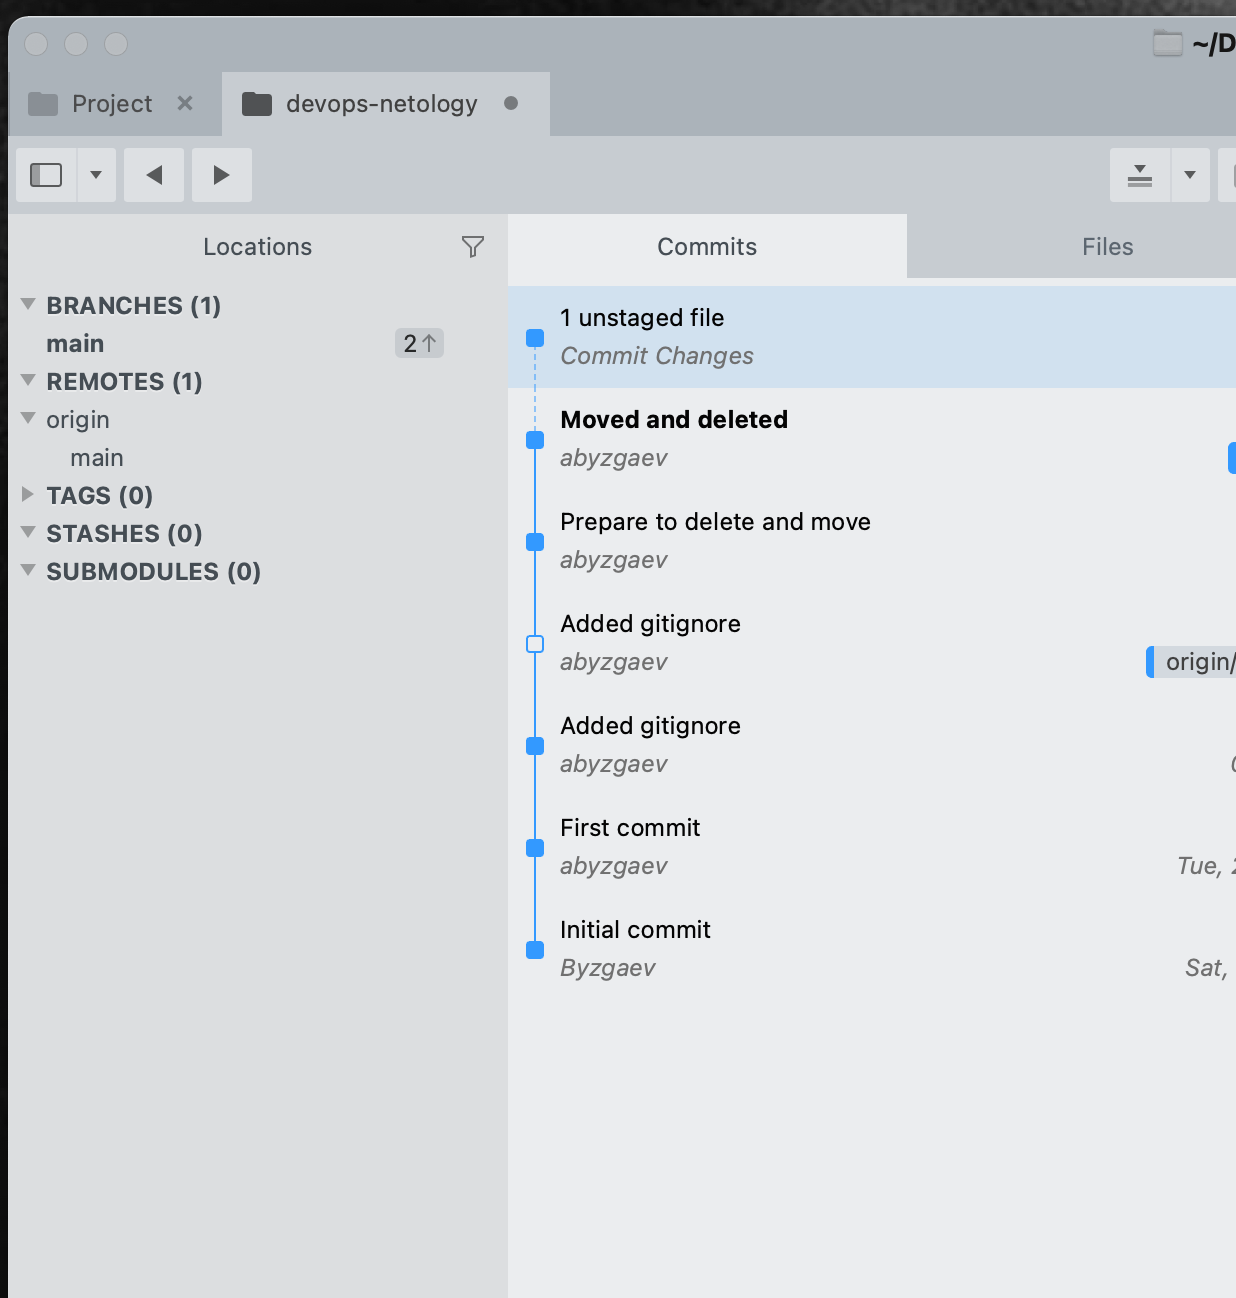 ~/D
Project
devops-netology
Locations
Commits
Files
BRANCHES (1)
main 2↑
REMOTES (1)
origin
main
TAGS (0)
STASHES (0)
SUBMODULES (0)
1 unstaged file
Commit Changes
Moved and deleted
abyzgaev
Prepare to delete and move
abyzgaev
Added gitignore
abyzgaev
origin/
Added gitignore
abyzgaev
First commit
abyzgaev
Tue,
Initial commit
Byzgaev
Sat,